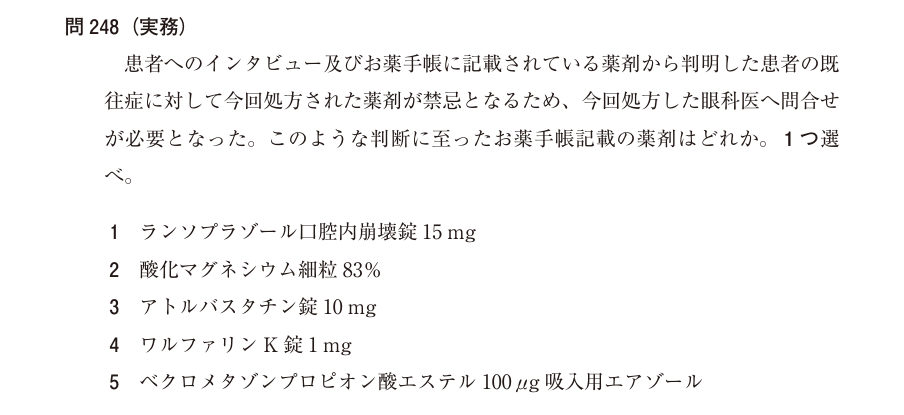 問 248（実務）
患者へのインタビュー及びお薬手帳に記載されている薬剤から判明した患者の既
往症に対して今回処方された薬剤が禁忌となるため、今回処方した眼科医へ問合せ
が必要となった。このような判断に至ったお薬手帳記載の薬剤はどれか。1つ選
べ。
1 ランソプラゾール口腔内崩壊錠 15 mg
2 酸化マグネシウム細粒 83%
3 アトルバスタチン錠 10 mg
4 ワルファリン K 錠 1 mg
5 ベクロメタゾンプロピオン酸エステル 100 μg 吸入用エアゾール